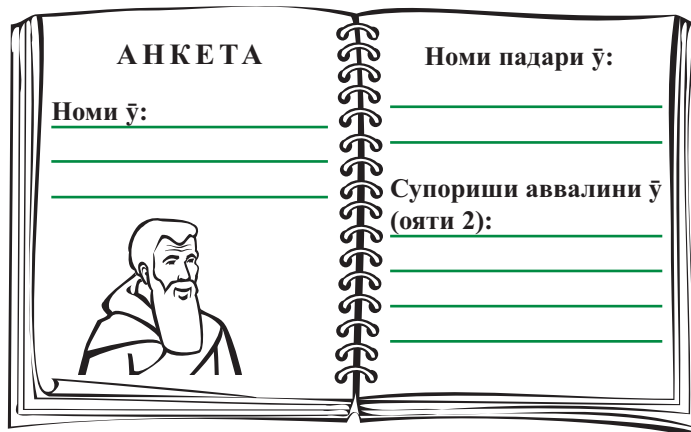 АНКЕТА
Номи ӯ:
Номи падари ӯ:
Супориши аввалини ӯ
(ояти 2):